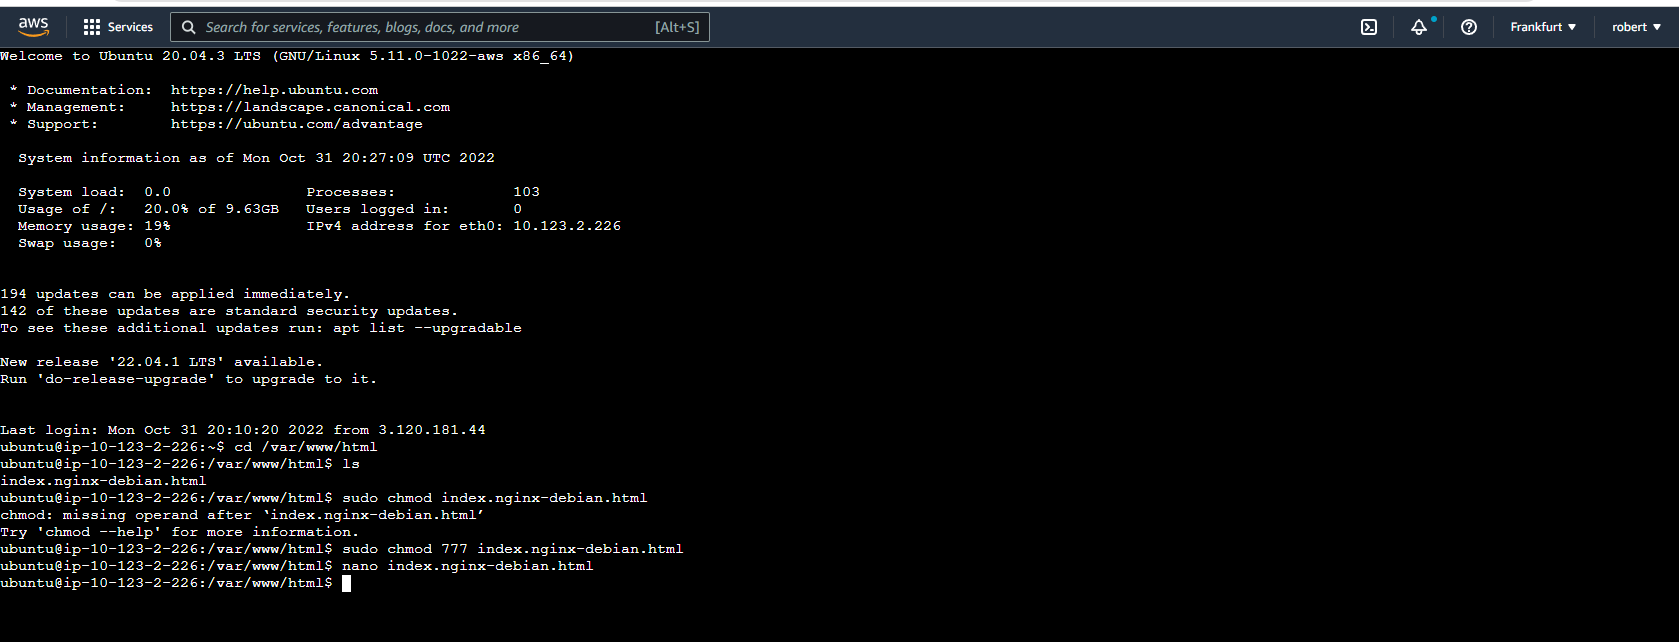 aws
Services
Search for services, features, blogs, docs, and more [Alt+S]
Frankfurt
robert
Welcome to Ubuntu 20.04.3 LTS (GNU/Linux 5.11.0-1022-aws x86_64)
* Documentation: https://help.ubuntu.com
* Management: https://landscape.canonical.com
* Support: https://ubuntu.com/advantage
System information as of Mon Oct 31 20:27:09 UTC 2022
System load: 0.0 Processes: 103
Usage of /: 20.0% of 9.63GB Users logged in: 0
Memory usage: 19% IPv4 address for eth0: 10.123.2.226
Swap usage: 0%
194 updates can be applied immediately.
142 of these updates are standard security updates.
To see these additional updates run: apt list --upgradable
New release '22.04.1 LTS' available.
Run 'do-release-upgrade' to upgrade to it.
Last login: Mon Oct 31 20:10:20 2022 from 3.120.181.44
ubuntu@ip-10-123-2-226:~$ cd /var/www/html
ubuntu@ip-10-123-2-226:/var/www/html$ ls
index.nginx-debian.html
ubuntu@ip-10-123-2-226:/var/www/html$ sudo chmod index.nginx-debian.html
chmod: missing operand after ‘index.nginx-debian.html’
Try 'chmod --help' for more information.
ubuntu@ip-10-123-2-226:/var/www/html$ sudo chmod 777 index.nginx-debian.html
ubuntu@ip-10-123-2-226:/var/www/html$ nano index.nginx-debian.html
ubuntu@ip-10-123-2-226:/var/www/html$